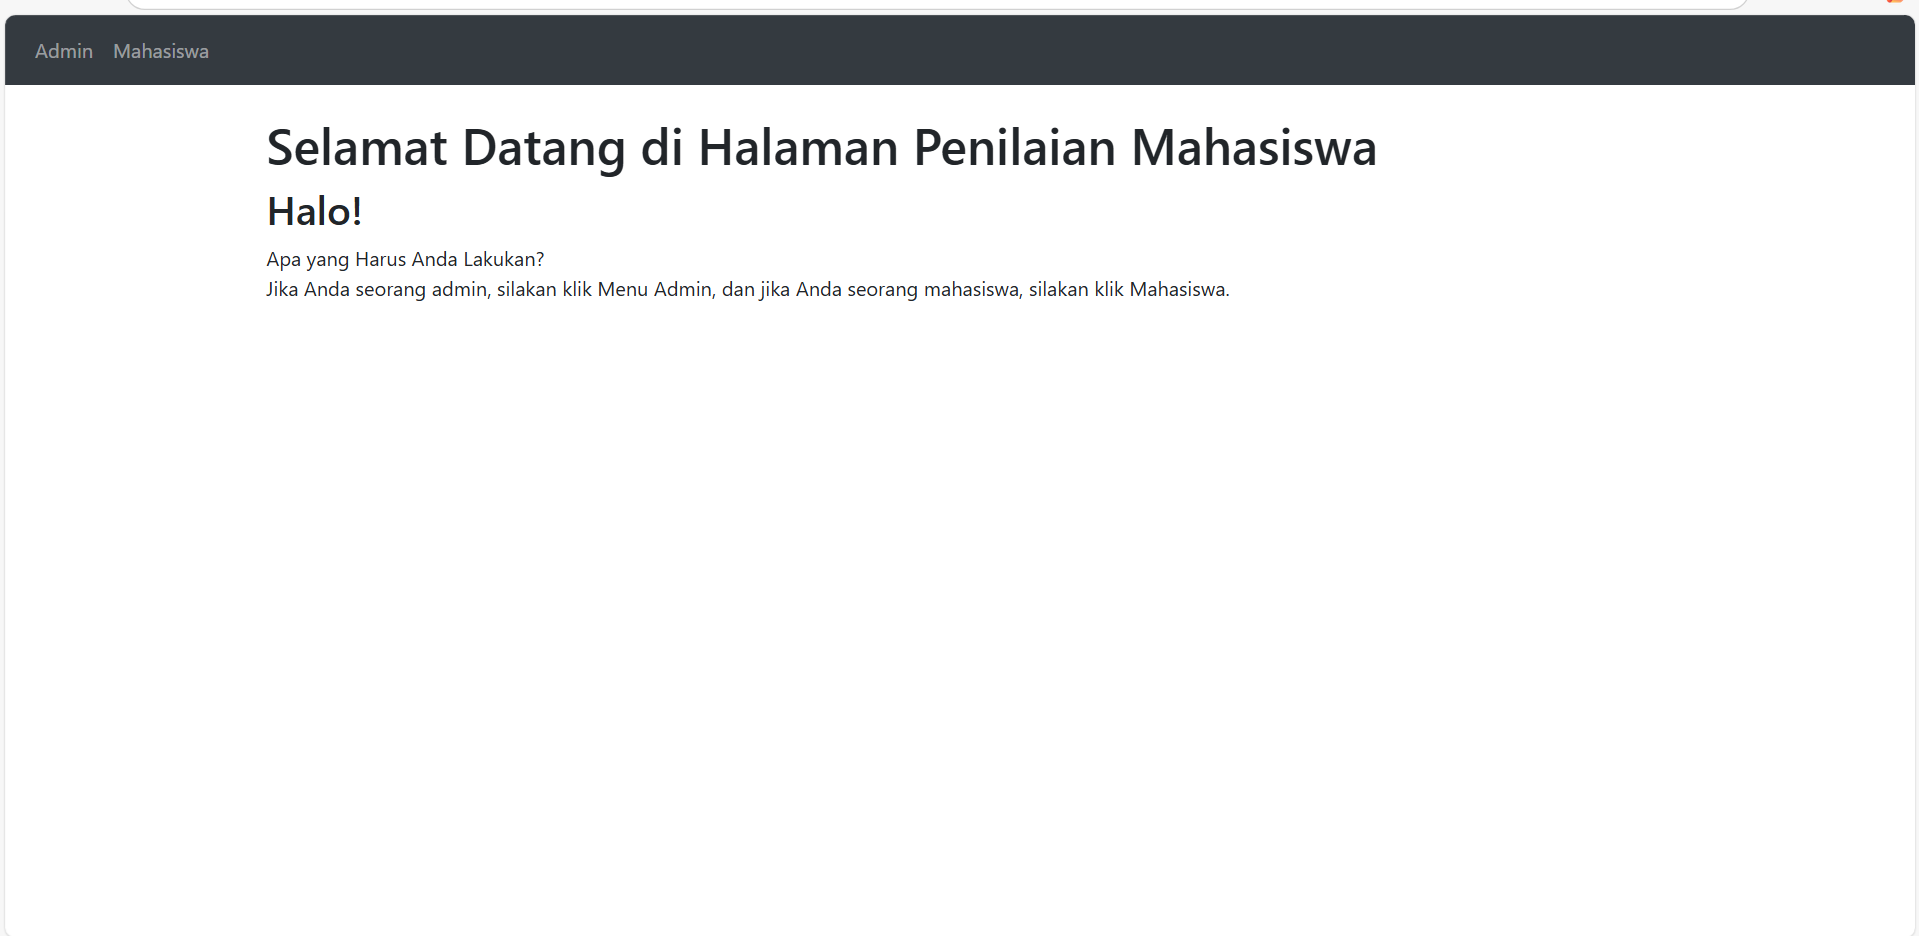 Admin Mahasiswa
Selamat Datang di Halaman Penilaian Mahasiswa
Halo!
Apa yang Harus Anda Lakukan?
Jika Anda seorang admin, silakan klik Menu Admin, dan jika Anda seorang mahasiswa, silakan klik Mahasiswa.